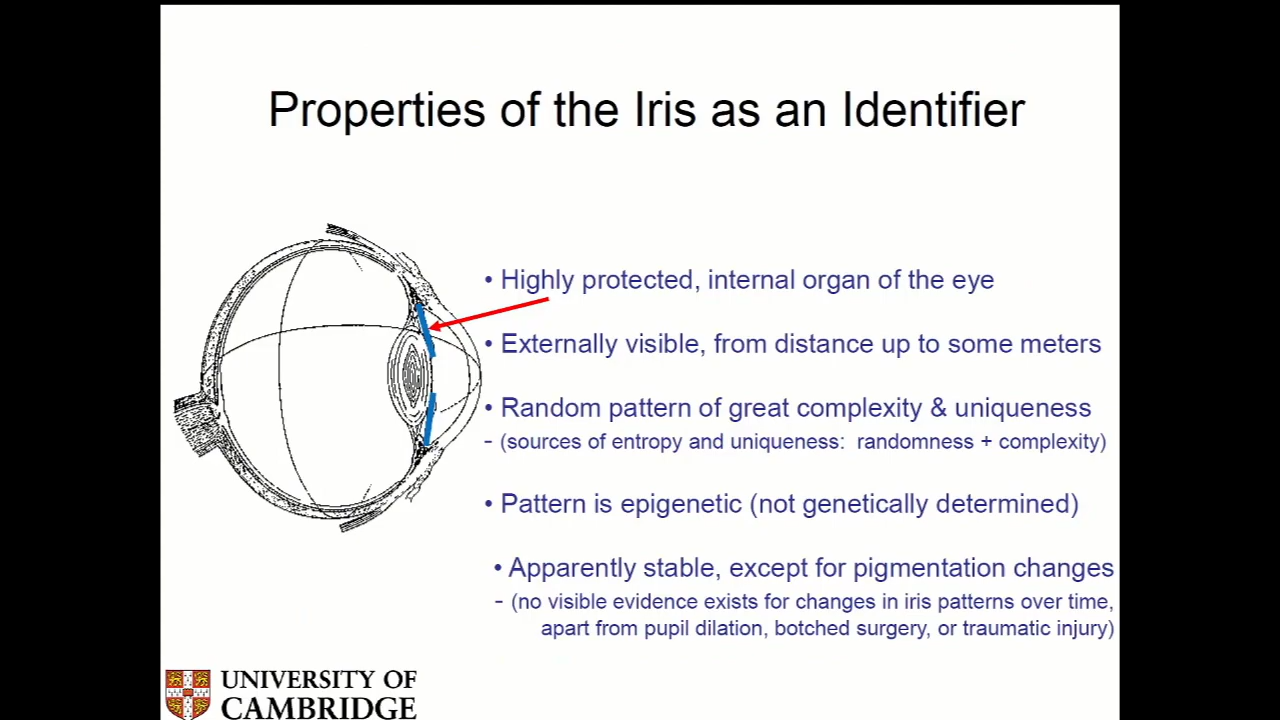 Properties of the Iris as an Identifier
• Highly protected, internal organ of the eye
• Externally visible, from distance up to some meters
• Random pattern of great complexity & uniqueness
- (sources of entropy and uniqueness: randomness + complexity)
• Pattern is epigenetic (not genetically determined)
• Apparently stable, except for pigmentation changes
- (no visible evidence exists for changes in iris patterns over time,
apart from pupil dilation, botched surgery, or traumatic injury)
UNIVERSITY OF
CAMBRIDGE